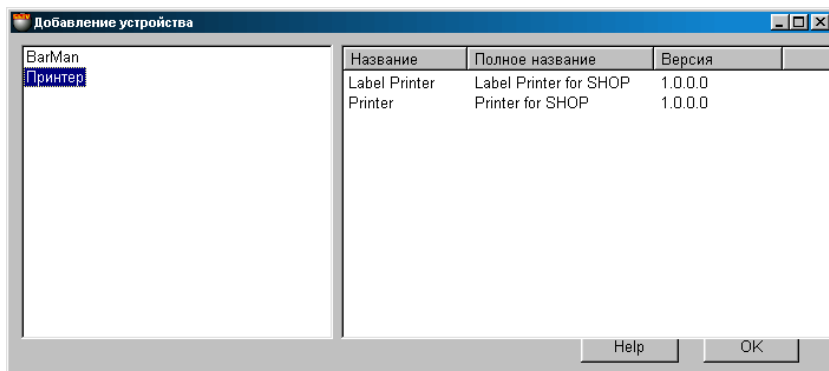 Добавление устройства
BarMan
Принтер
Название Полное название Версия
Label Printer Label Printer for SHOP 1.0.0.0
Printer Printer for SHOP 1.0.0.0
Help OK